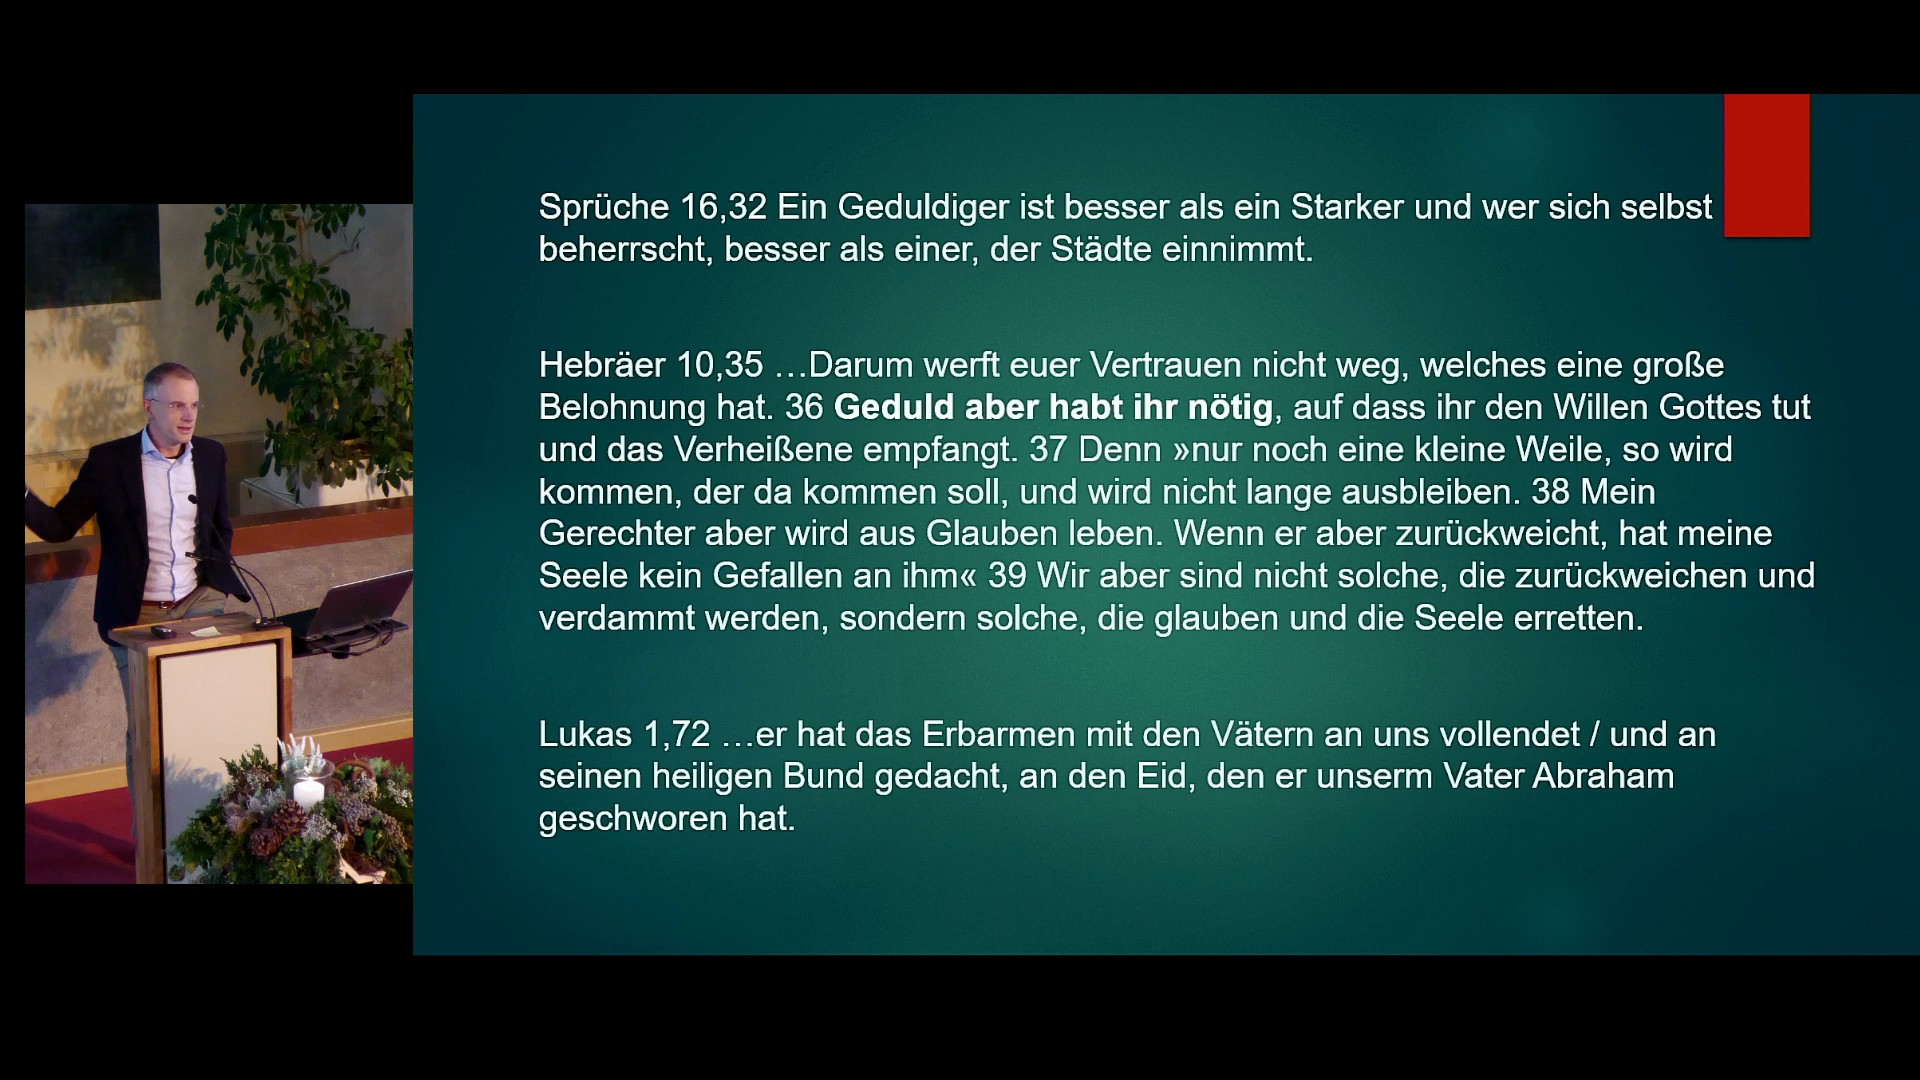 Sprüche 16,32 Ein Geduldiger ist besser als ein Starker und wer sich selbst
beherrscht, besser als einer, der Städte einnimmt.
Hebräer 10,35 …Darum werft euer Vertrauen nicht weg, welches eine große
Belohnung hat. 36 Geduld aber habt ihr nötig, auf dass ihr den Willen Gottes tut
und das Verheißene empfangt. 37 Denn »nur noch eine kleine Weile, so wird
kommen, der da kommen soll, und wird nicht lange ausbleiben. 38 Mein
Gerechter aber wird aus Glauben leben. Wenn er aber zurückweicht, hat meine
Seele kein Gefallen an ihm« 39 Wir aber sind nicht solche, die zurückweichen und
verdammt werden, sondern solche, die glauben und die Seele erretten.
Lukas 1,72 …er hat das Erbarmen mit den Vätern an uns vollendet / und an
seinen heiligen Bund gedacht, an den Eid, den er unserm Vater Abraham
geschworen hat.